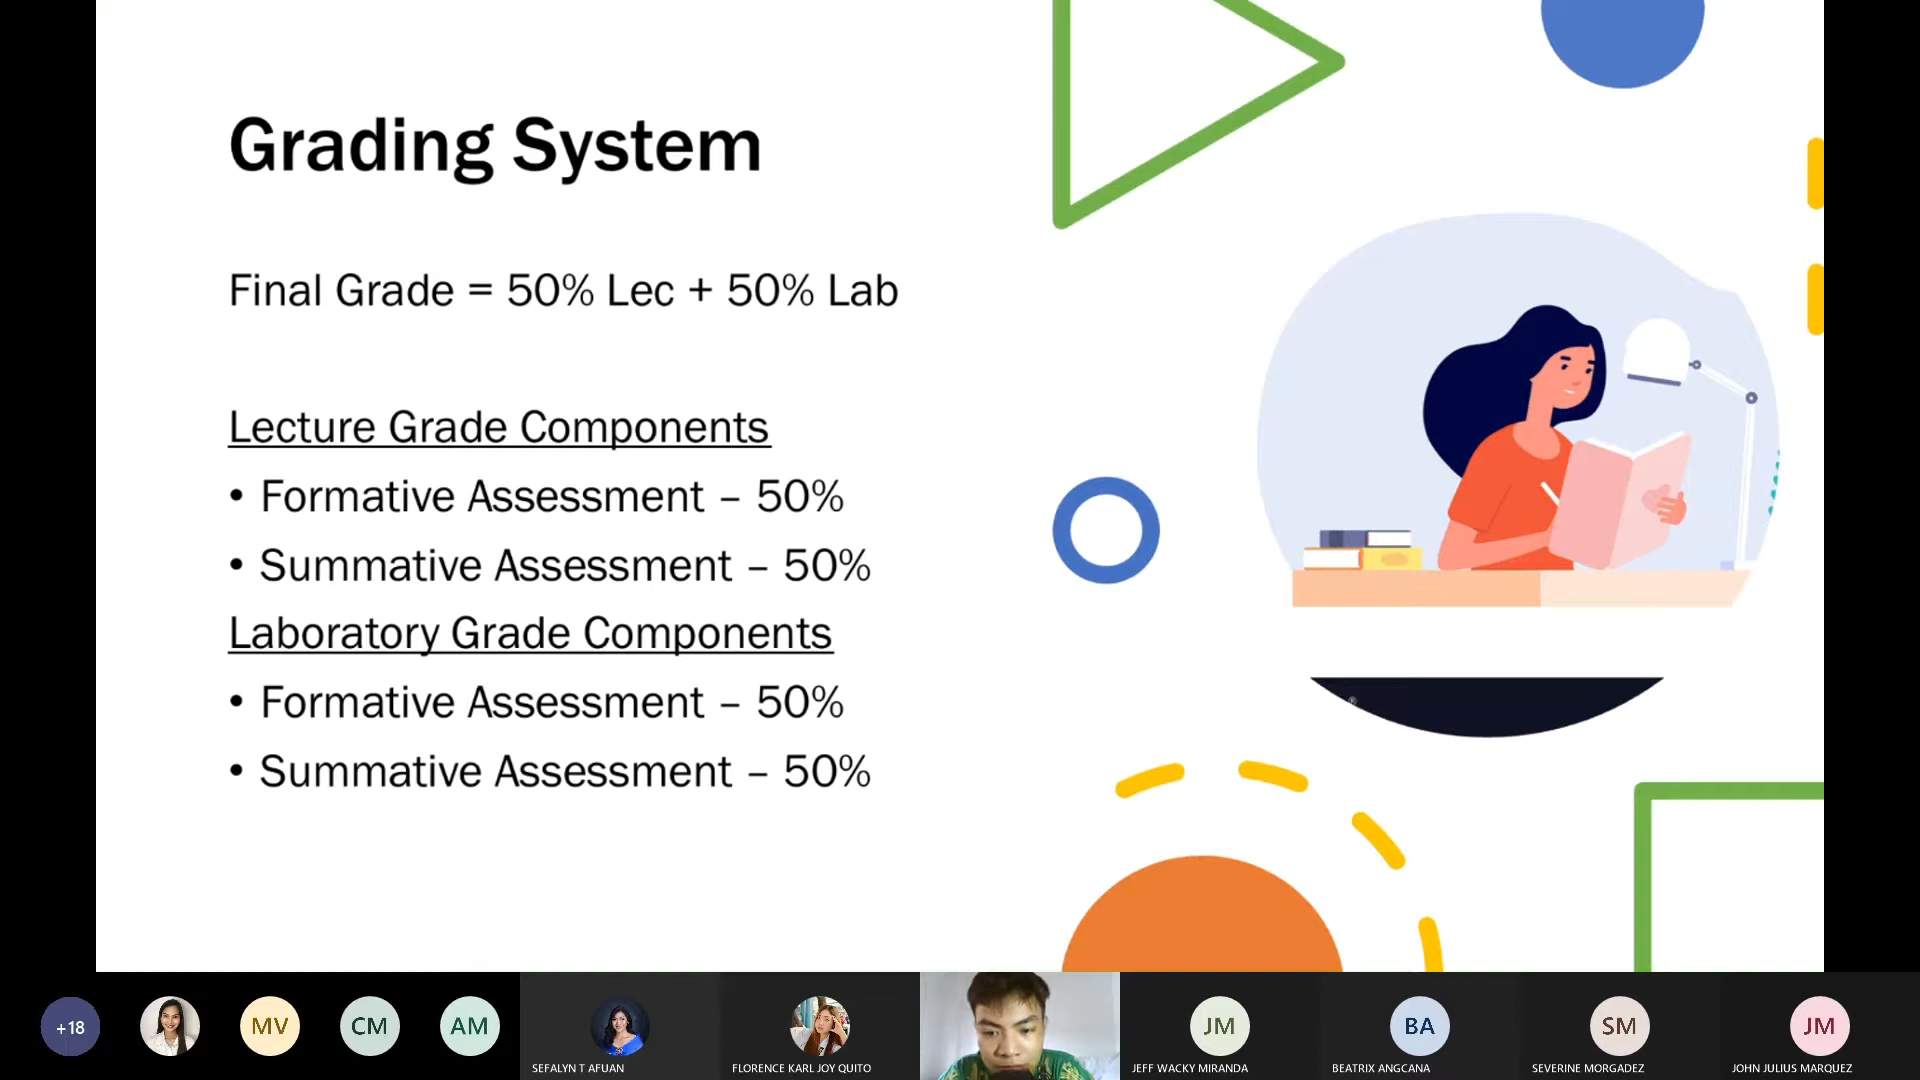 Grading System
Final Grade = 50% Lec + 50% Lab
Lecture Grade Components
• Formative Assessment – 50%
• Summative Assessment – 50%
Laboratory Grade Components
• Formative Assessment – 50%
• Summative Assessment – 50%
+18
MV
CM
AM
SEFALYN T AFUAN
FLORENCE KARL JOY QUITO
JM
JEFF WACKY MIRANDA
BA
BEATRIX ANGCANA
SM
SEVERINE MORGADEZ
JM
JOHN JULIUS MARQUEZ